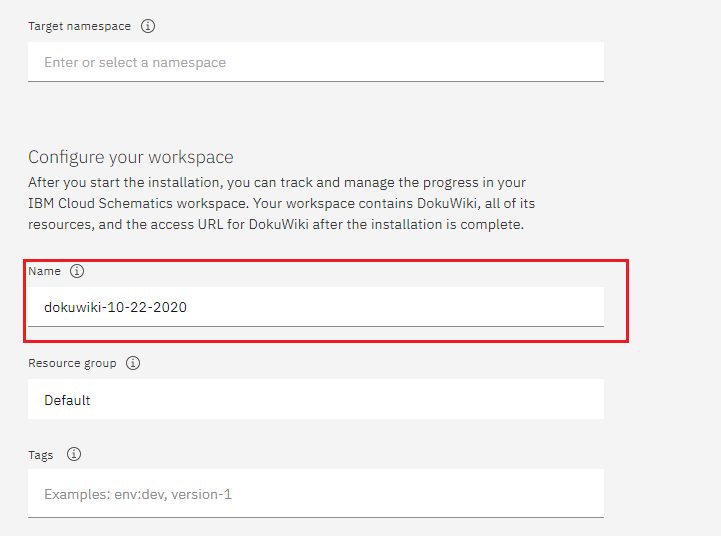 Target namespace
Enter or select a namespace
Configure your workspace
After you start the installation, you can track and manage the progress in your
IBM Cloud Schematics workspace. Your workspace contains DokuWiki, all of its
resources, and the access URL for DokuWiki after the installation is complete.
Name
dokuwiki-10-22-2020
Resource group
Default
Tags
Examples: env:dev, version-1